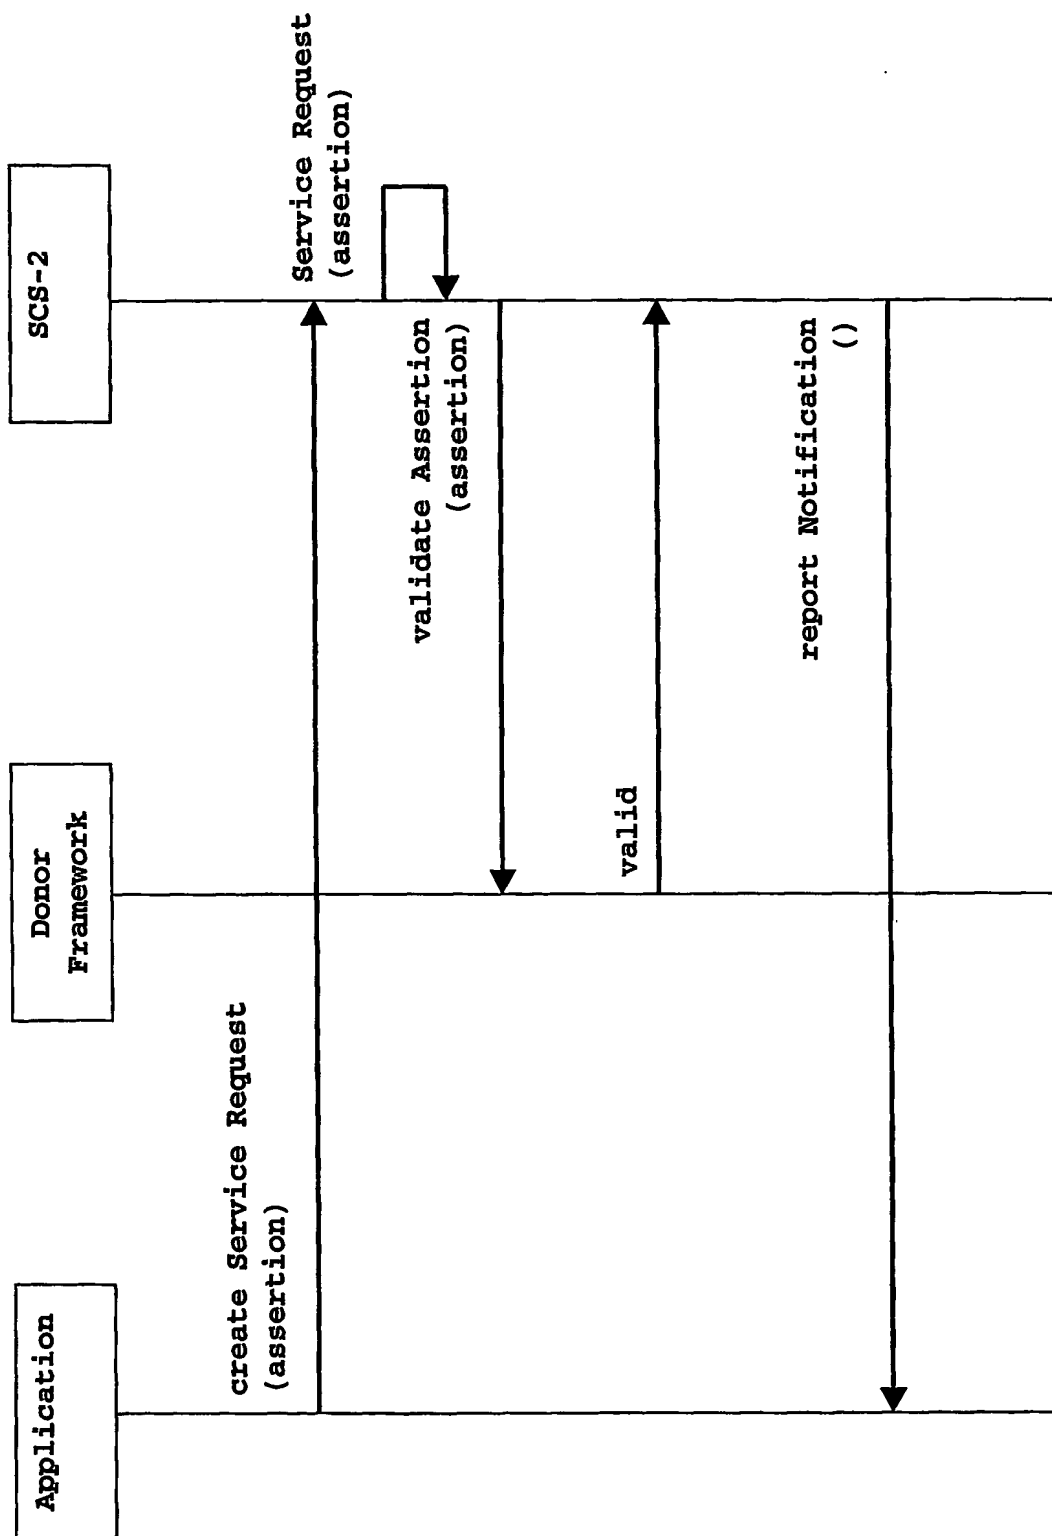 Application
Donor
Framework
SCS-2
create Service Request
(assertion)
Service Request
(assertion)
validate Assertion
(assertion)
valid
report Notification
()